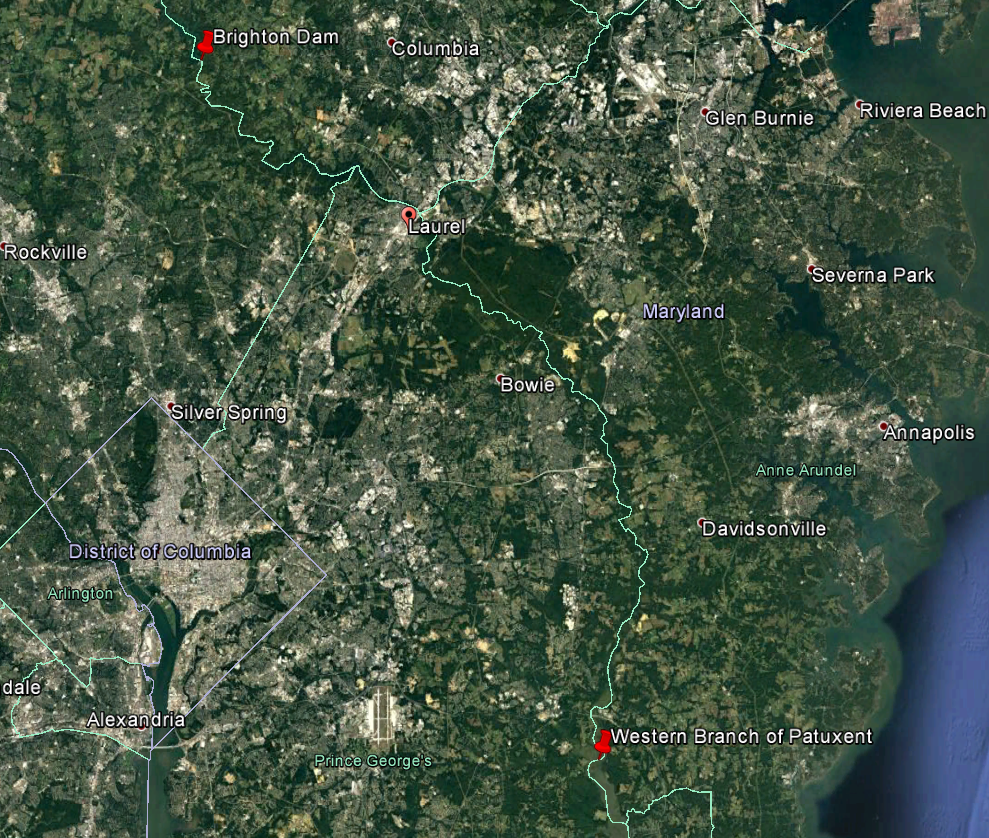 Brighton Dam
Columbia
Glen Burnie
Riviera Beach
Laurel
Rockville
Severna Park
Maryland
Bowie
Silver Spring
Annapolis
Anne Arundel
Davidsonville
District of Columbia
Arlington
dale
Alexandria
Western Branch of Patuxent
Prince George's